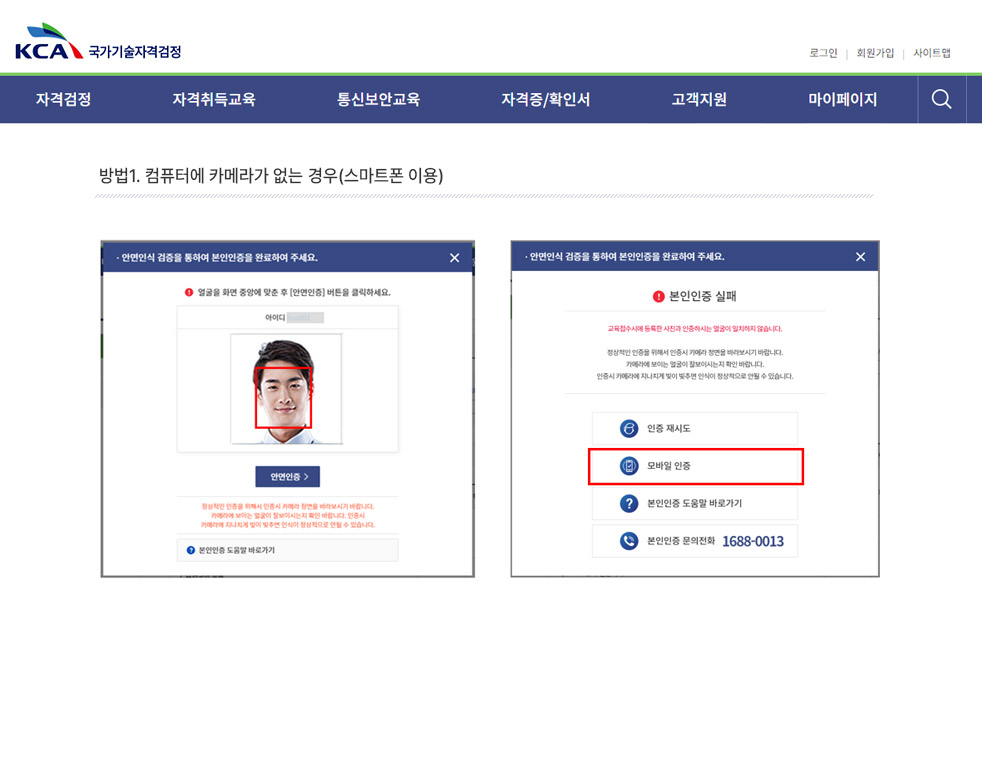 KCA 국가기술자격검정
로그인 | 회원가입 | 사이트맵
자격검정 자격취득교육 통신보안교육 자격증/확인서 고객지원 마이페이지
방법1. 컴퓨터에 카메라가 없는 경우(스마트폰 이용)
· 안면인식 검증을 통하여 본인인증을 완료하여 주세요.
얼굴을 화면 중앙에 맞춘 후 [안면인증] 버튼을 클릭하세요.
아이디
안면인증 >
정상적인 인증을 위해서 인증시 카메라 정면을 바라보시기 바랍니다.
카메라에 보이는 얼굴이 잘보이시는지 확인 바랍니다. 인증시
카메라에 지나치게 빛이 빛추면 인식이 정상적으로 안될 수 있습니다.
본인인증 도움말 바로가기
· 안면인식 검증을 통하여 본인인증을 완료하여 주세요.
본인인증 실패
교육접수시에 등록한 사진과 인증하시는 얼굴이 일치하지 않습니다.
정상적인 인증을 위해서 인증시 카메라 정면을 바라보시기 바랍니다.
카메라에 보이는 얼굴이 잘보이시는지 확인 바랍니다.
인증시 카메라에 지나치게 빛이 빛추면 인식이 정상적으로 안될 수 있습니다.
인증 재시도
모바일 인증
본인인증 도움말 바로가기
본인인증 문의전화 1688-0013